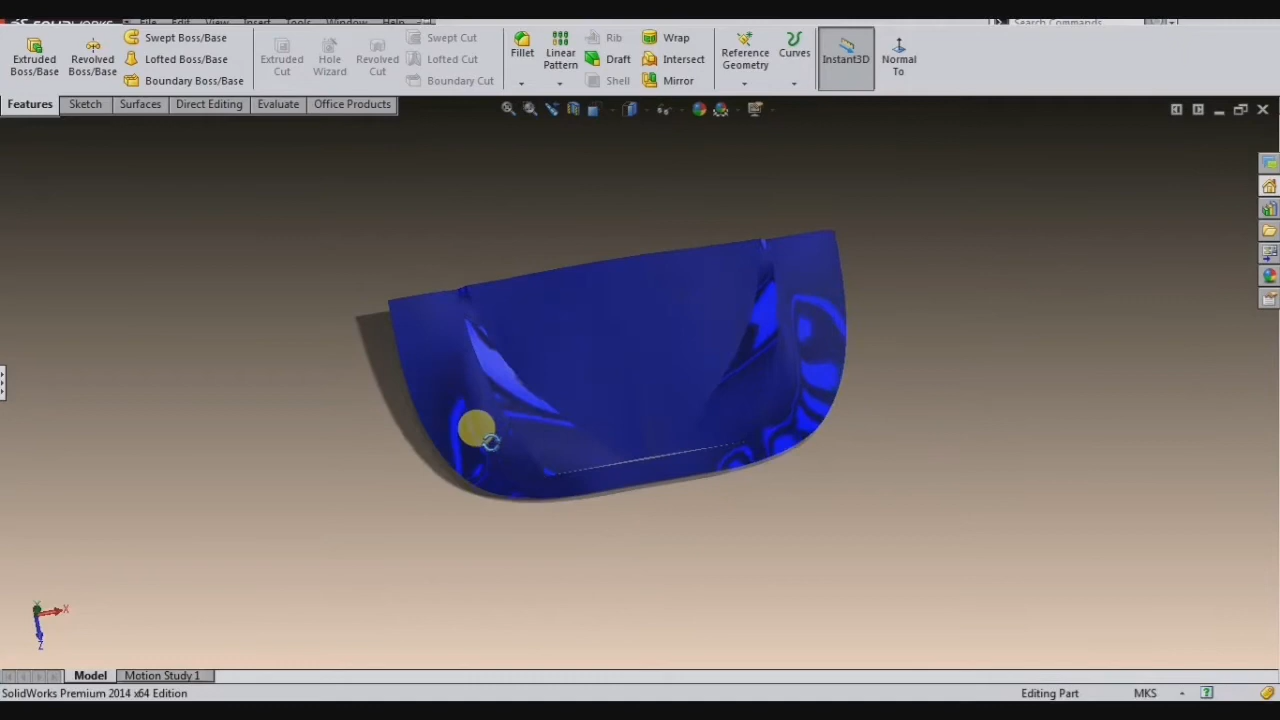 SOLIDWORKS File Edit View Insert Tools Window Help Search Commands
Extruded Boss/Base
Revolved Boss/Base
Swept Boss/Base
Lofted Boss/Base
Boundary Boss/Base
Extruded Cut
Hole Wizard
Revolved Cut
Swept Cut
Lofted Cut
Boundary Cut
Fillet
Linear Pattern
Rib
Draft
Shell
Wrap
Intersect
Mirror
Reference Geometry
Curves
Instant3D
Normal To
Features Sketch Surfaces Direct Editing Evaluate Office Products
Y
X
Z
Model Motion Study 1
SolidWorks Premium 2014 x64 Edition Editing Part MKS ?